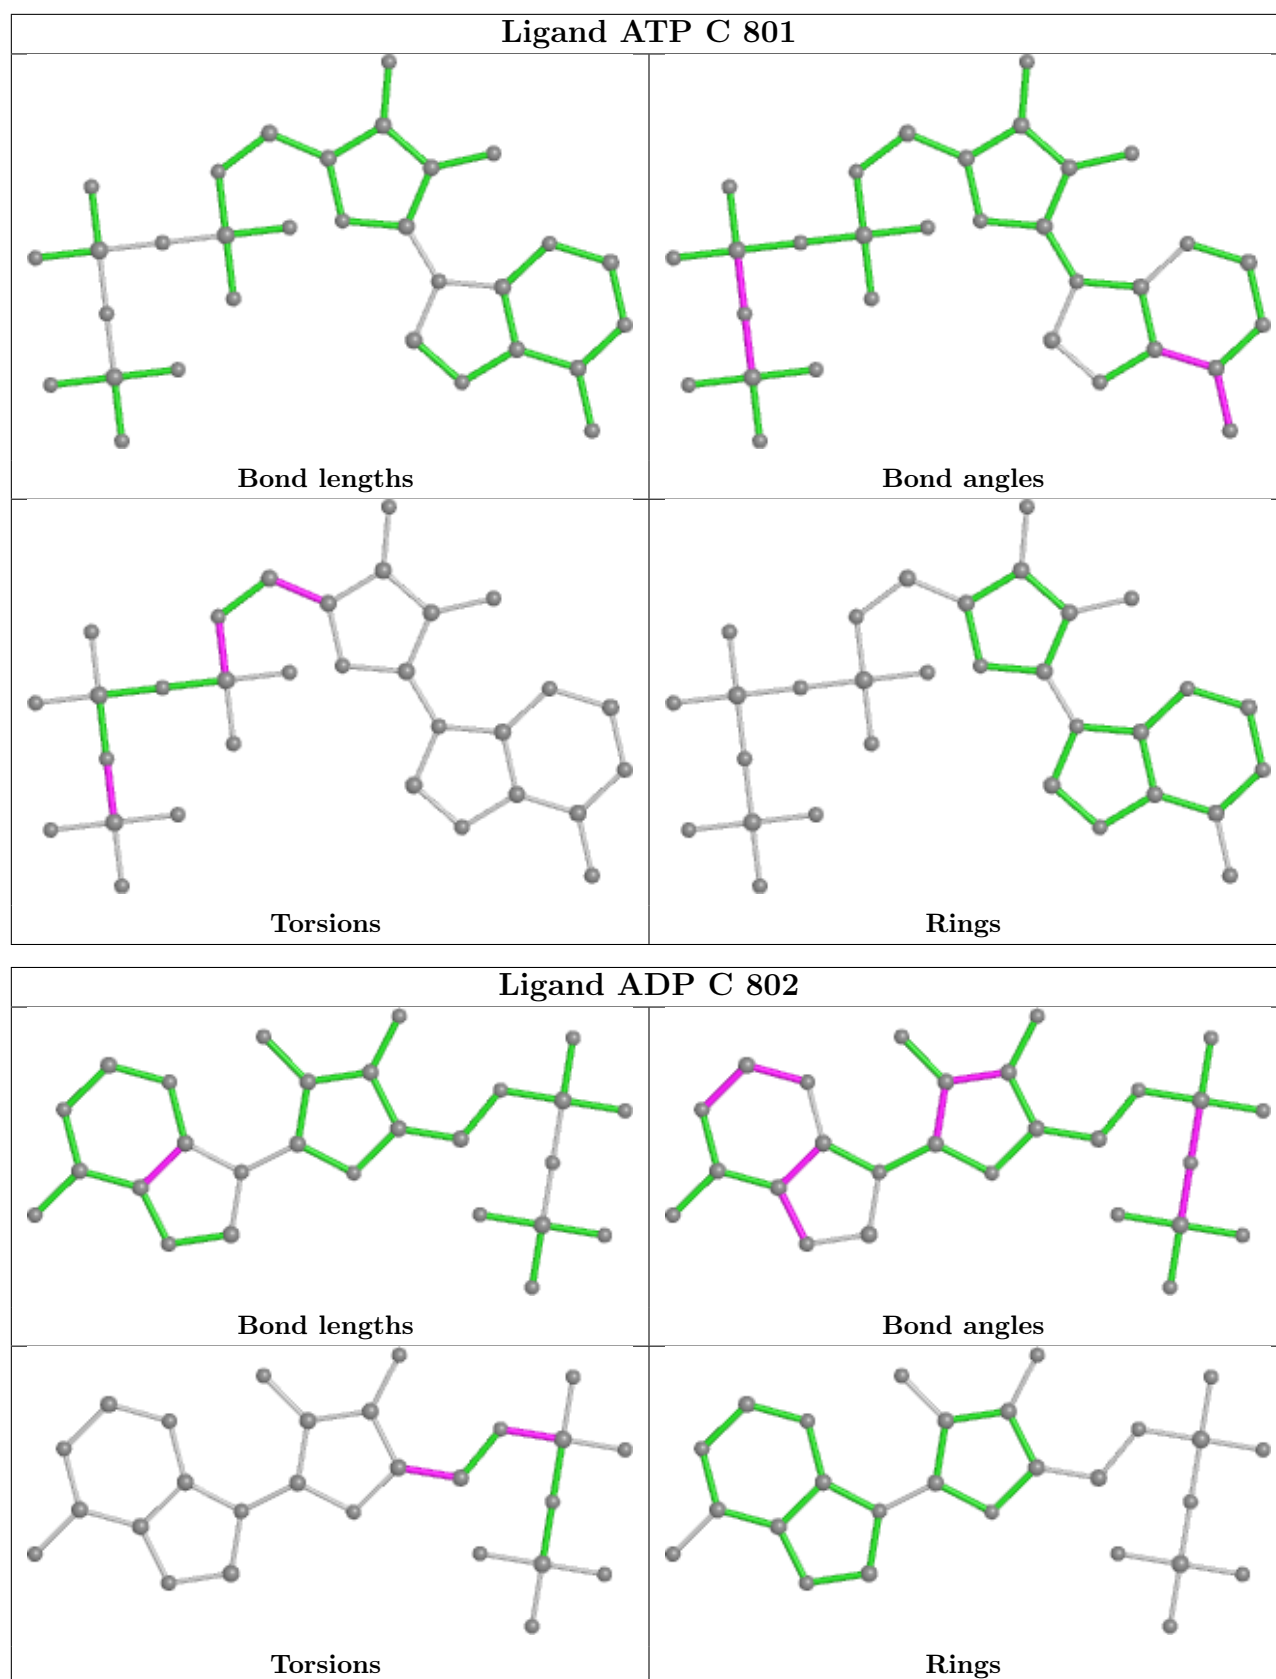 Ligand ATP C 801
Bond lengths
Bond angles
Torsions
Rings
Ligand ADP C 802
Bond lengths
Bond angles
Torsions
Rings